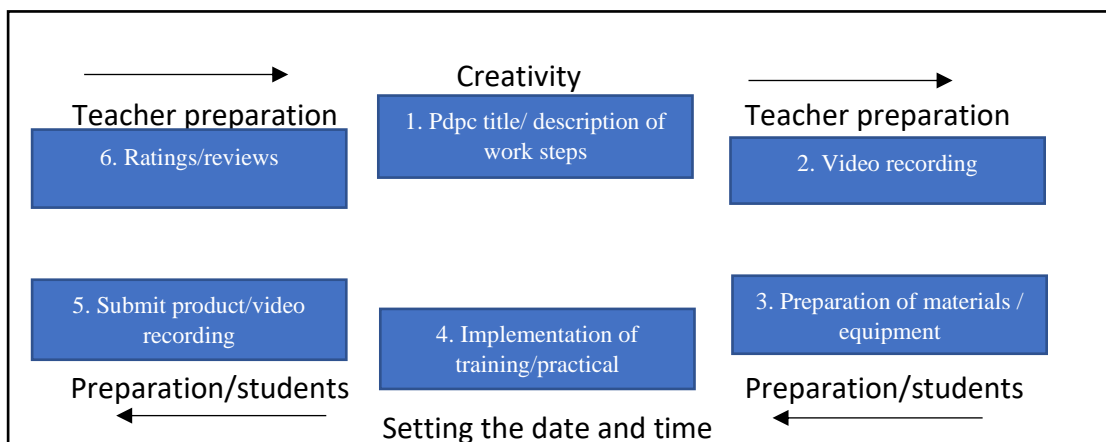 Creativity
Teacher preparation
1. Pdpc title/ description of
work steps
Teacher preparation
6. Ratings/reviews
2. Video recording
5. Submit product/video
recording
4. Implementation of
training/practical
3. Preparation of materials /
equipment
Preparation/students
Preparation/students
Setting the date and time